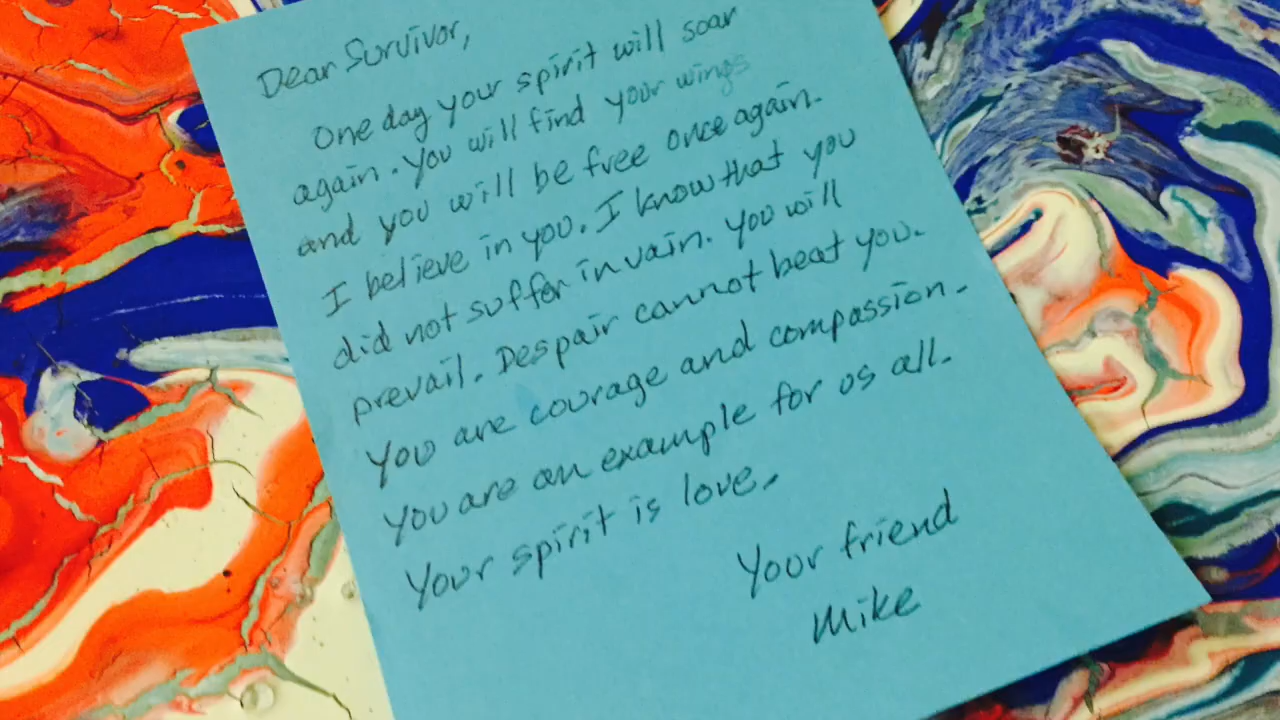 Dear Survivor,
One day your spirit will soar
again. You will find your wings
and you will be free once again.
I believe in you. I know that you
did not suffer in vain. You will
prevail. Despair cannot beat you.
You are courage and compassion.
You are an example for us all.
Your spirit is love.
Your friend
Mike